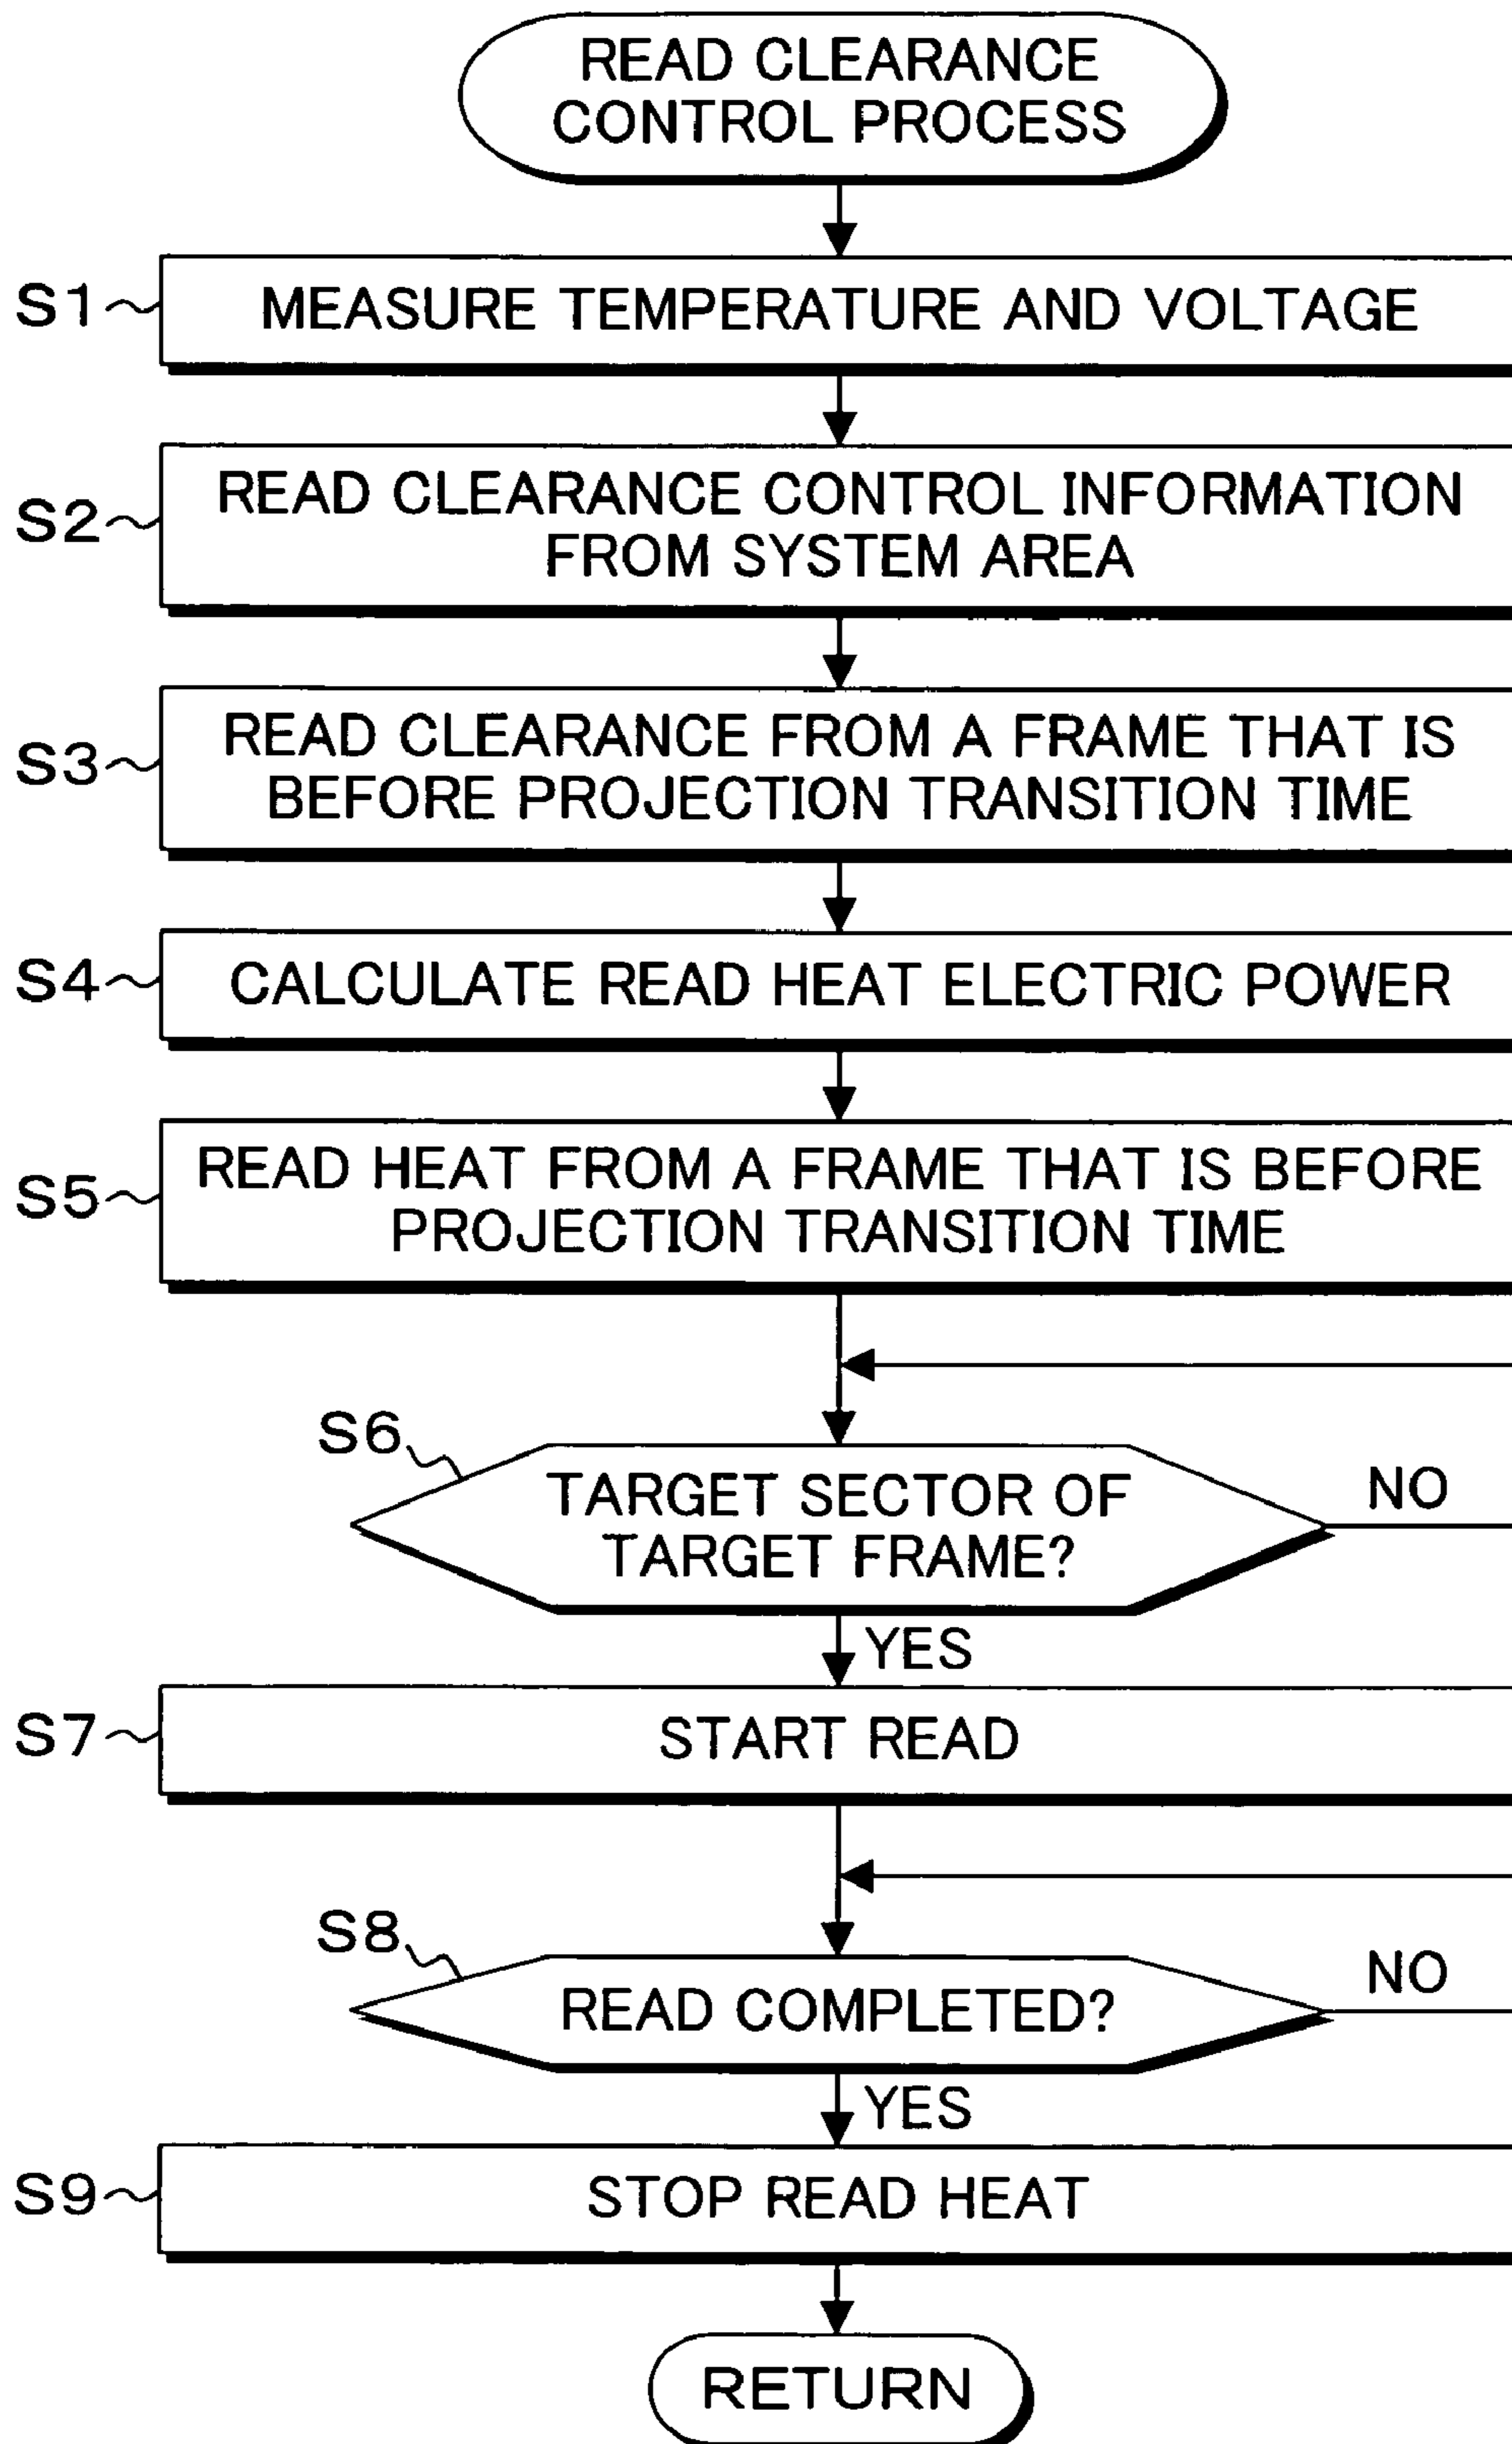 READ CLEARANCE
CONTROL PROCESS
S1
MEASURE TEMPERATURE AND VOLTAGE
S2
READ CLEARANCE CONTROL INFORMATION
FROM SYSTEM AREA
S3
READ CLEARANCE FROM A FRAME THAT IS
BEFORE PROJECTION TRANSITION TIME
S4
CALCULATE READ HEAT ELECTRIC POWER
S5
READ HEAT FROM A FRAME THAT IS BEFORE
PROJECTION TRANSITION TIME
S6
TARGET SECTOR OF
TARGET FRAME?
NO
YES
S7
START READ
S8
READ COMPLETED?
NO
YES
S9
STOP READ HEAT
RETURN